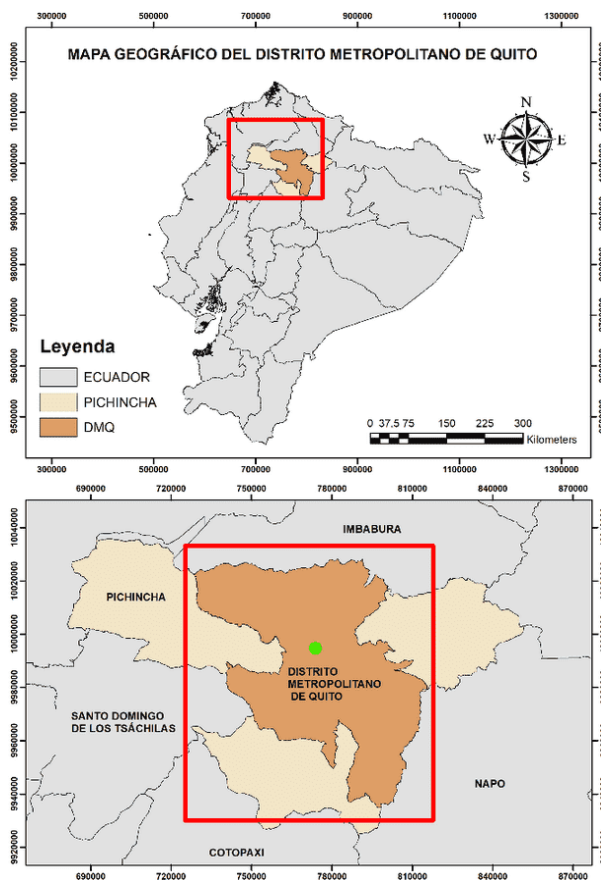 300000 500000 700000 900000 1100000 1300000
MAPA GEOGRÁFICO DEL DISTRITO METROPOLITANO DE QUITO
10200000
10100000
10000000
9900000
9800000
9700000
9600000
9500000
N
W E
S
Leyenda
ECUADOR
PICHINCHA
DMQ
0 37,5 75 150 225 300
Kilometers
300000 500000 700000 900000 1100000 1300000
690000 720000 750000 780000 810000 840000 870000
10040000
10020000
10000000
9980000
9960000
9940000
9920000
IMBABURA
PICHINCHA
DISTRITO
METROPOLITANO
DE QUITO
SANTO DOMINGO
DE LOS TSÁCHILAS
NAPO
COTOPAXI
690000 720000 750000 780000 810000 840000 870000